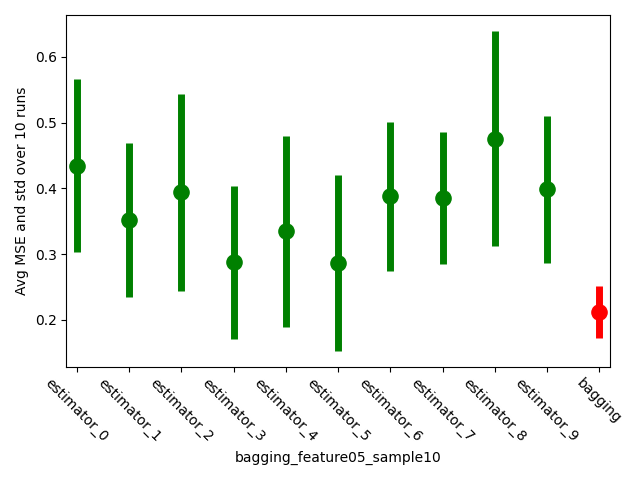 Avg MSE and std over 10 runs
0.6
0.5
0.4
0.3
0.2
estimator_0
estimator_1
estimator_2
estimator_3
estimator_4
estimator_5
estimator_6
estimator_7
estimator_8
estimator_9
bagging
bagging_feature05_sample10